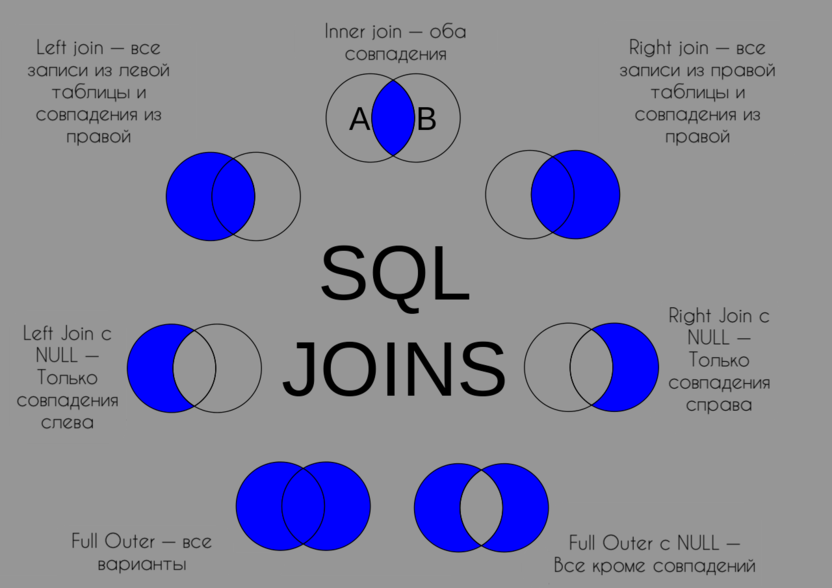 Left join — все
записи из левой
таблицы и
совпадения из
правой
Inner join — оба
совпадения
A B
Right join — все
записи из правой
таблицы и
совпадения из
правой
SQL
JOINS
Left Join с
NULL —
Только
совпадения
слева
Right Join с
NULL —
Только
совпадения
справа
Full Outer — все
варианты
Full Outer с NULL —
Все кроме совпадений